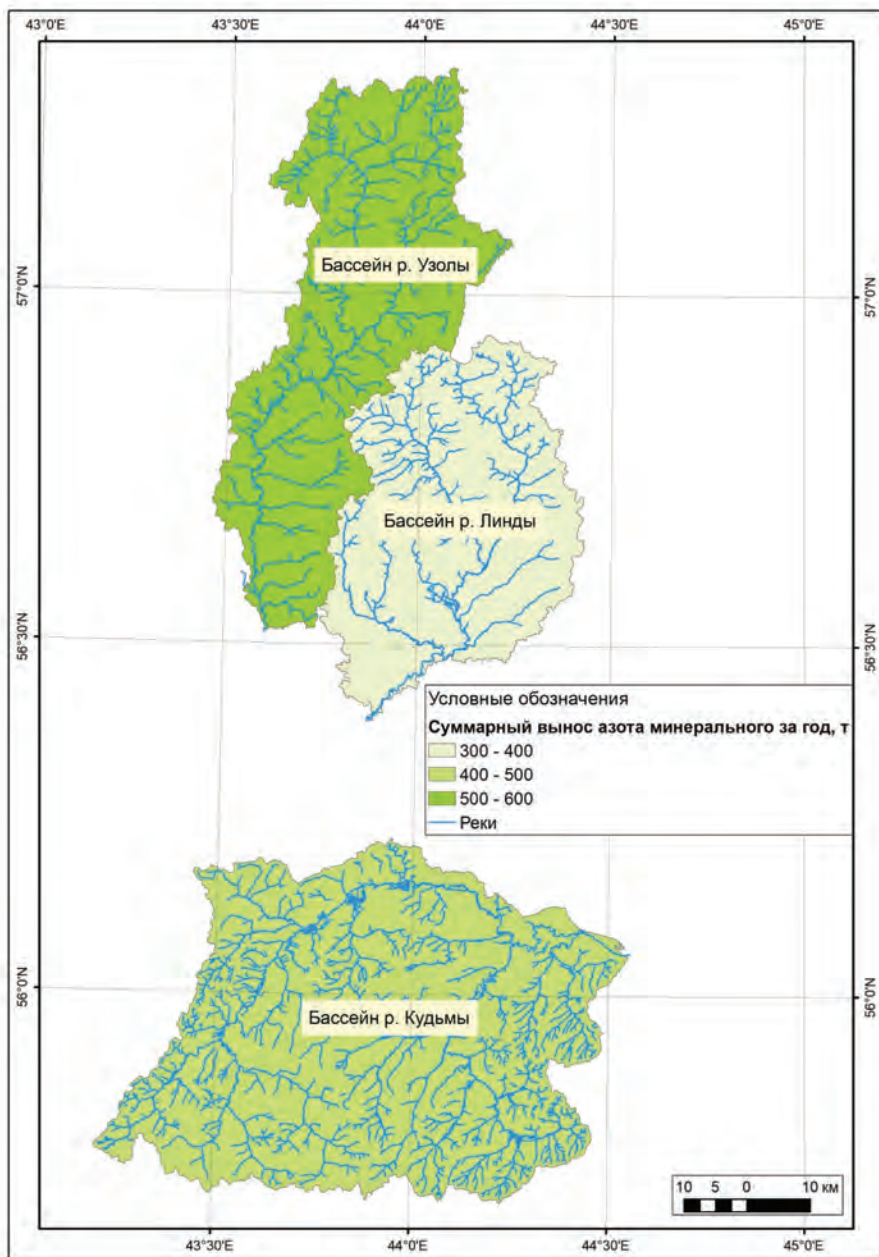 43°0'E 43°30'E 44°0'E 44°30'E 45°0'E
Бассейн р. Узолы
57°0'N 57°0'N
Бассейн р. Линды
56°30'N 56°30'N
Условные обозначения
Суммарный вынос азота минерального за год, т
300 - 400
400 - 500
500 - 600
Реки
56°0'N 56°0'N
Бассейн р. Кудьмы
10 5 0 10 км
43°30'E 44°0'E 44°30'E 45°0'E